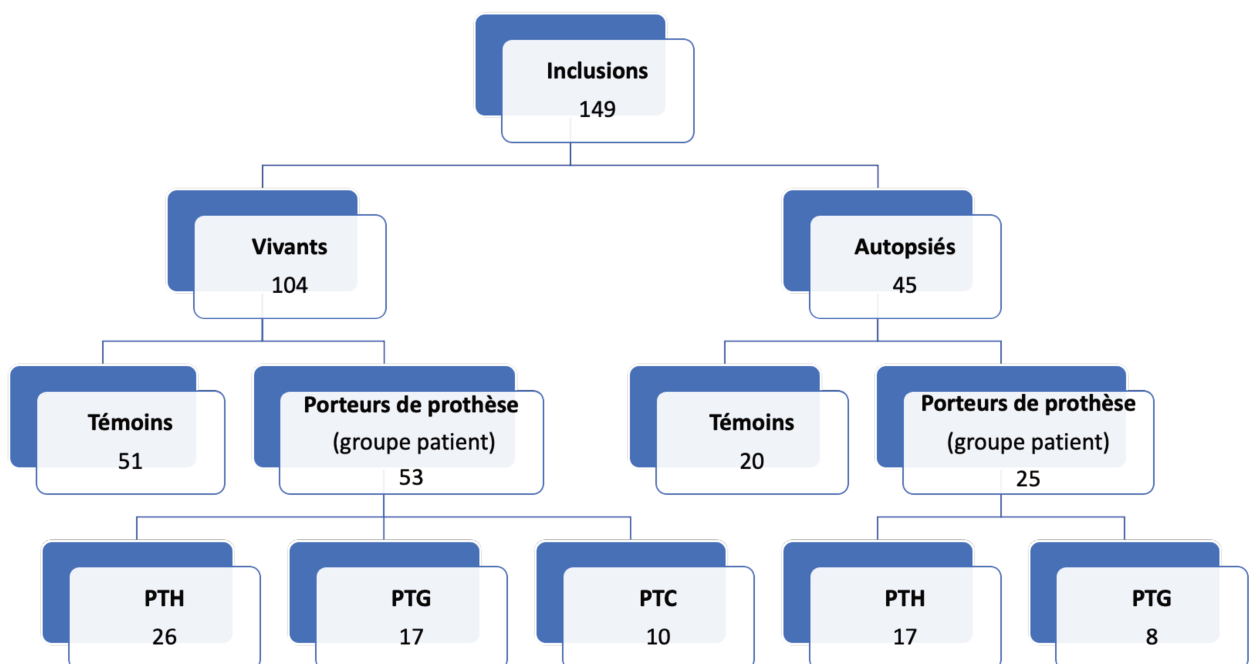 Inclusions
149
Vivants
104
Autopsiés
45
Témoins
51
Porteurs de prothèse
(groupe patient)
53
Témoins
20
Porteurs de prothèse
(groupe patient)
25
PTH
26
PTG
17
PTC
10
PTH
17
PTG
8